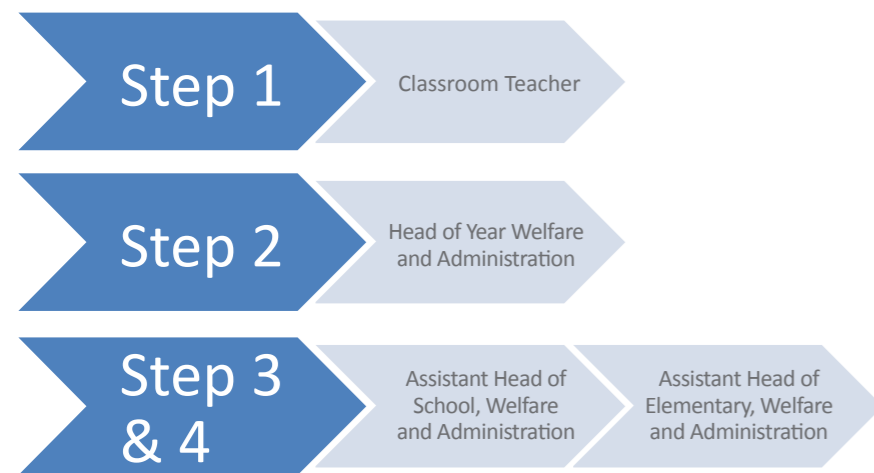 Step 1
Classroom Teacher
Step 2
Head of Year Welfare
and Administration
Step 3
& 4
Assistant Head of
School, Welfare
and Administration
Assistant Head of
Elementary, Welfare
and Administration